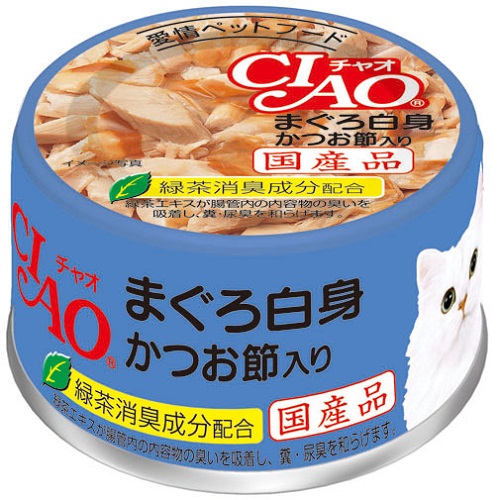 愛情ペットフード
CIAO®
チャオ
まぐろ白身
かつお節入り
国産品
イメージ写真
緑茶消臭成分配合
緑茶エキスが腸管内の内容物の臭いを
吸着し、糞・尿臭を和らげます。
CIAO®
チャオ
まぐろ白身
かつお節入り
緑茶消臭成分配合
国産品
緑茶エキスが腸管内の内容物の臭いを吸着し、糞・尿臭を和らげます。